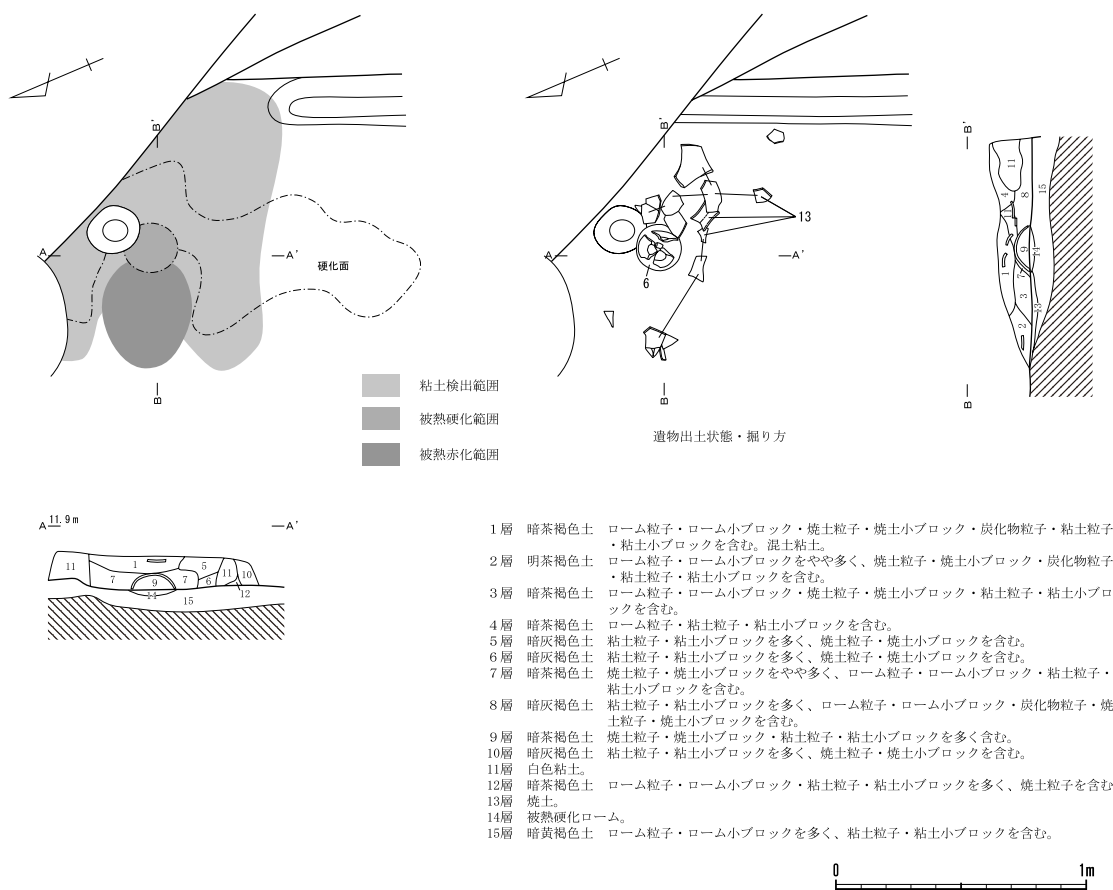 B'
A
A'
硬化面
B
粘土検出範囲
被熱硬化範囲
被熱赤化範囲
B'
A
A'
13
6
B
遺物出土状態・掘り方
B'
11
4
8
15
9
14
1
7
3
13
2
B
A 11.9m
A'
11
1
5
7
9
7
6
11
10
12
14
15
1層 暗茶褐色土 ローム粒子・ローム小ブロック・焼土粒子・焼土小ブロック・炭化物粒子・粘土粒子
・粘土小ブロックを含む。混土粘土。
2層 明茶褐色土 ローム粒子・ローム小ブロックをやや多く、焼土粒子・焼土小ブロック・炭化物粒子
・粘土粒子・粘土小ブロックを含む。
3層 暗茶褐色土 ローム粒子・ローム小ブロック・焼土粒子・焼土小ブロック・粘土粒子・粘土小ブロ
ックを含む。
4層 暗茶褐色土 ローム粒子・粘土粒子・粘土小ブロックを含む。
5層 暗灰褐色土 粘土粒子・粘土小ブロックを多く、焼土粒子・焼土小ブロックを含む。
6層 暗灰褐色土 粘土粒子・粘土小ブロックを多く、焼土粒子・焼土小ブロックを含む。
7層 暗茶褐色土 焼土粒子・焼土小ブロックをやや多く、ローム粒子・ローム小ブロック・粘土粒子・
粘土小ブロックを含む。
8層 暗灰褐色土 粘土粒子・粘土小ブロックを多く、ローム粒子・ローム小ブロック・炭化物粒子・焼
土粒子・焼土小ブロックを含む。
9層 暗茶褐色土 焼土粒子・焼土小ブロック・粘土粒子・粘土小ブロックを多く含む。
10層 暗灰褐色土 粘土粒子・粘土小ブロックを多く、焼土粒子・焼土小ブロックを含む。
11層 白色粘土。
12層 暗茶褐色土 ローム粒子・ローム小ブロック・粘土粒子・粘土小ブロックを多く、焼土粒子を含む
13層 焼土。
14層 被熱硬化ローム。
15層 暗黄褐色土 ローム粒子・ローム小ブロックを多く、粘土粒子・粘土小ブロックを含む。
0 1m